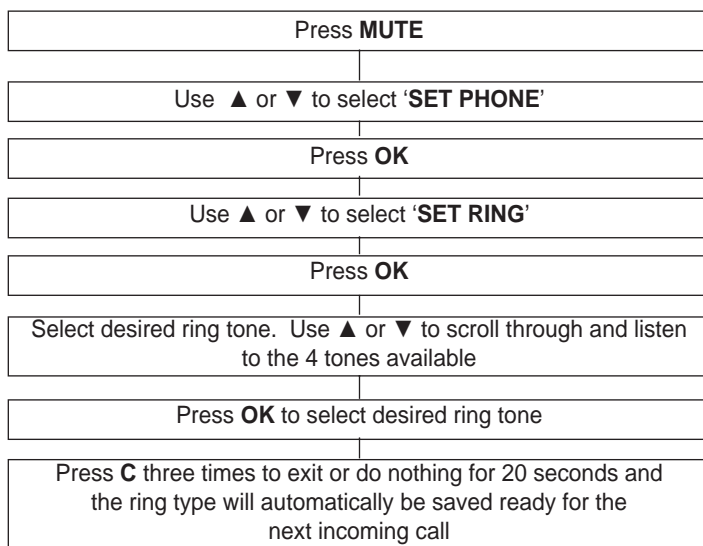 Press MUTE
Use ▲ or ▼ to select ‘SET PHONE’
Press OK
Use ▲ or ▼ to select ‘SET RING’
Press OK
Select desired ring tone. Use ▲ or ▼ to scroll through and listen
to the 4 tones available
Press OK to select desired ring tone
Press C three times to exit or do nothing for 20 seconds and
the ring type will automatically be saved ready for the
next incoming call